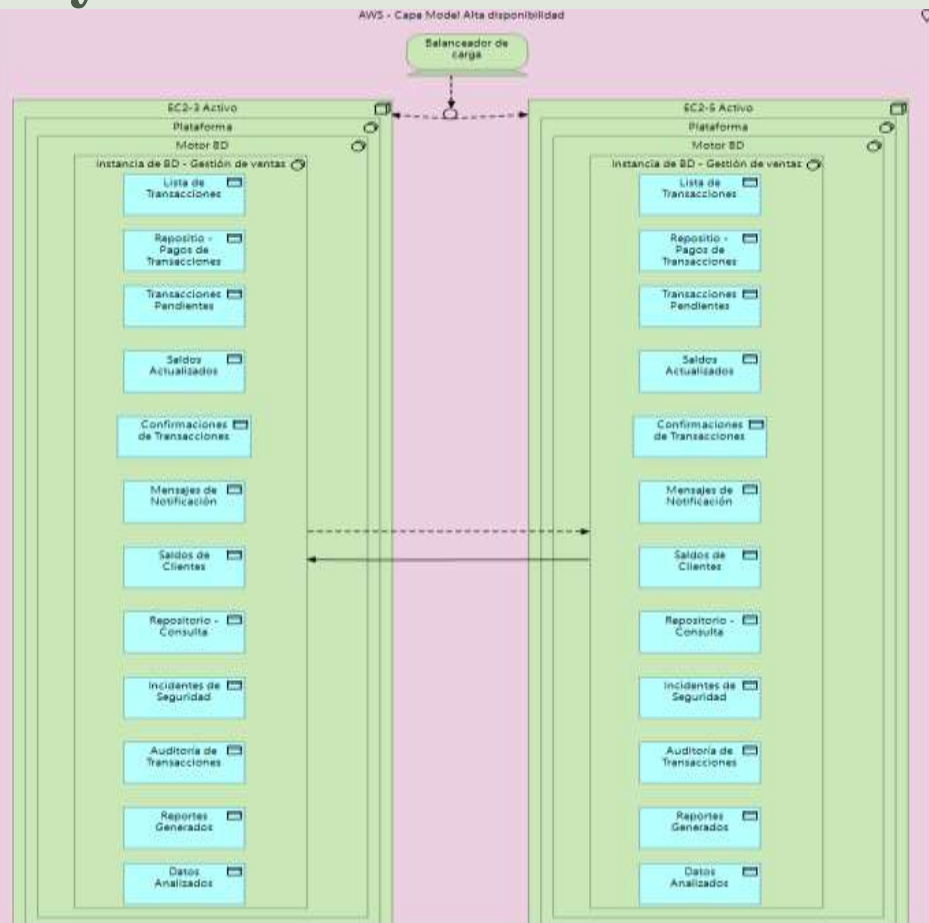 AWS - Capa Model Alta disponibilidad
Balanceador de
carga
EC2-3 Activo
Plataforma
Motor BD
Instancia de BD - Gestión de ventas
Lista de
Transacciones
Repositio -
Pagos de
Transacciones
Transacciones
Pendientes
Saldos
Actualizados
Confirmaciones
de Transacciones
Mensajes de
Notificación
Saldos de
Clientes
Repositorio -
Consulta
Incidentes de
Seguridad
Auditoría de
Transacciones
Reportes
Generados
Datos
Analizados
EC2-5 Activo
Plataforma
Motor BD
Instancia de BD - Gestión de ventas
Lista de
Transacciones
Repositio -
Pagos de
Transacciones
Transacciones
Pendientes
Saldos
Actualizados
Confirmaciones
de Transacciones
Mensajes de
Notificación
Saldos de
Clientes
Repositorio -
Consulta
Incidentes de
Seguridad
Auditoría de
Transacciones
Reportes
Generados
Datos
Analizados